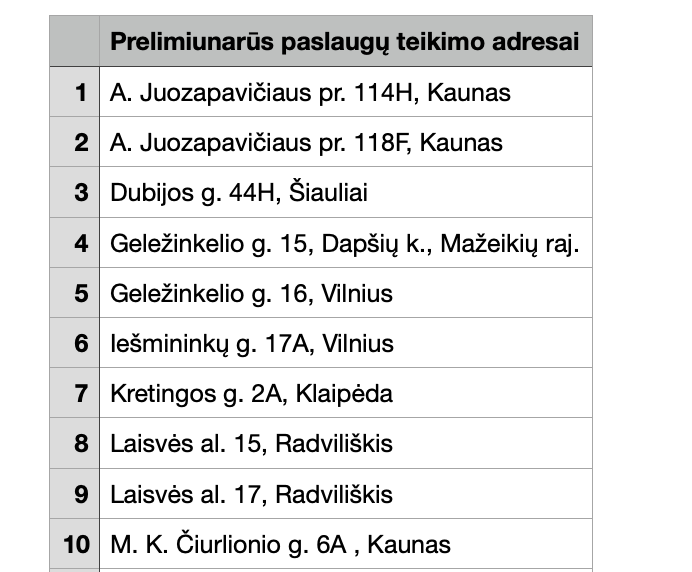 Prelimiunarūs paslaugų teikimo adresai
1 A. Juozapavičiaus pr. 114H, Kaunas
2 A. Juozapavičiaus pr. 118F, Kaunas
3 Dubijos g. 44H, Šiauliai
4 Geležinkelio g. 15, Dapšių k., Mažeikių raj.
5 Geležinkelio g. 16, Vilnius
6 Iešmininkų g. 17A, Vilnius
7 Kretingos g. 2A, Klaipėda
8 Laisvės al. 15, Radviliškis
9 Laisvės al. 17, Radviliškis
10 M. K. Čiurlionio g. 6A , Kaunas